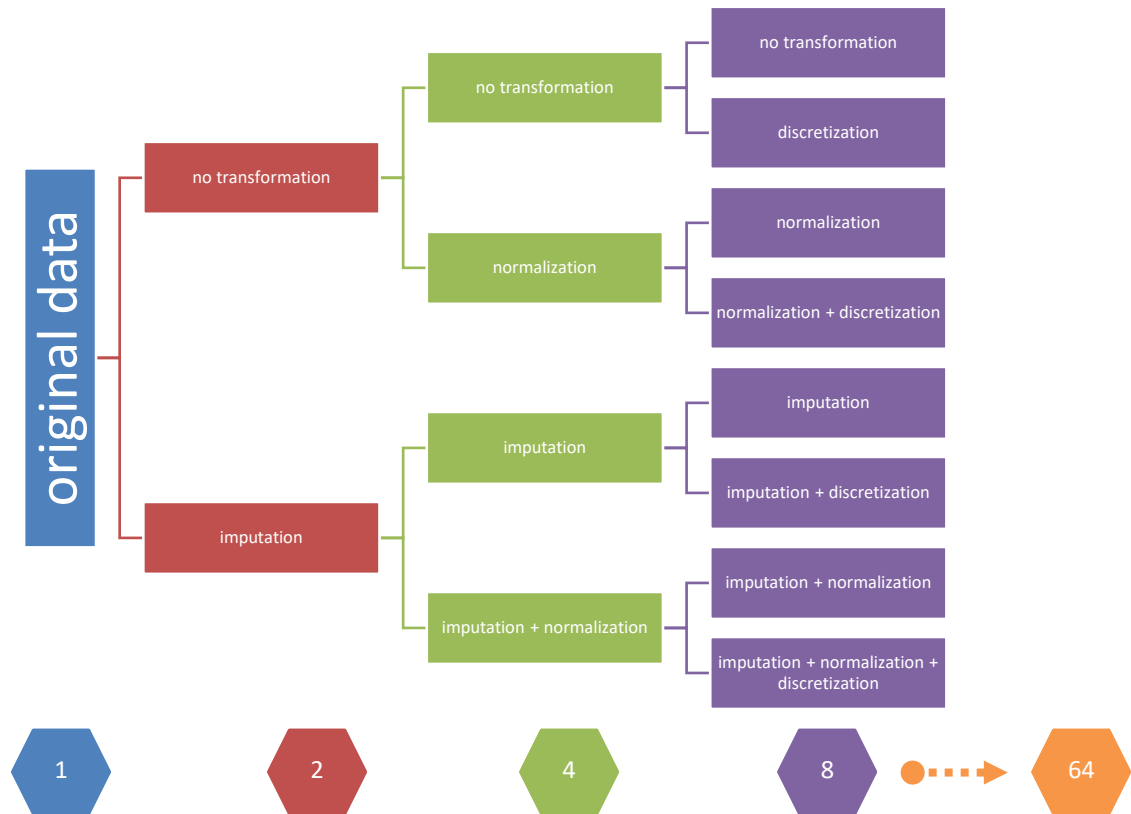 original data
no transformation
imputation
no transformation
normalization
imputation
imputation + normalization
no transformation
discretization
normalization
normalization + discretization
imputation
imputation + discretization
imputation + normalization
imputation + normalization +
discretization
1
2
4
8
64